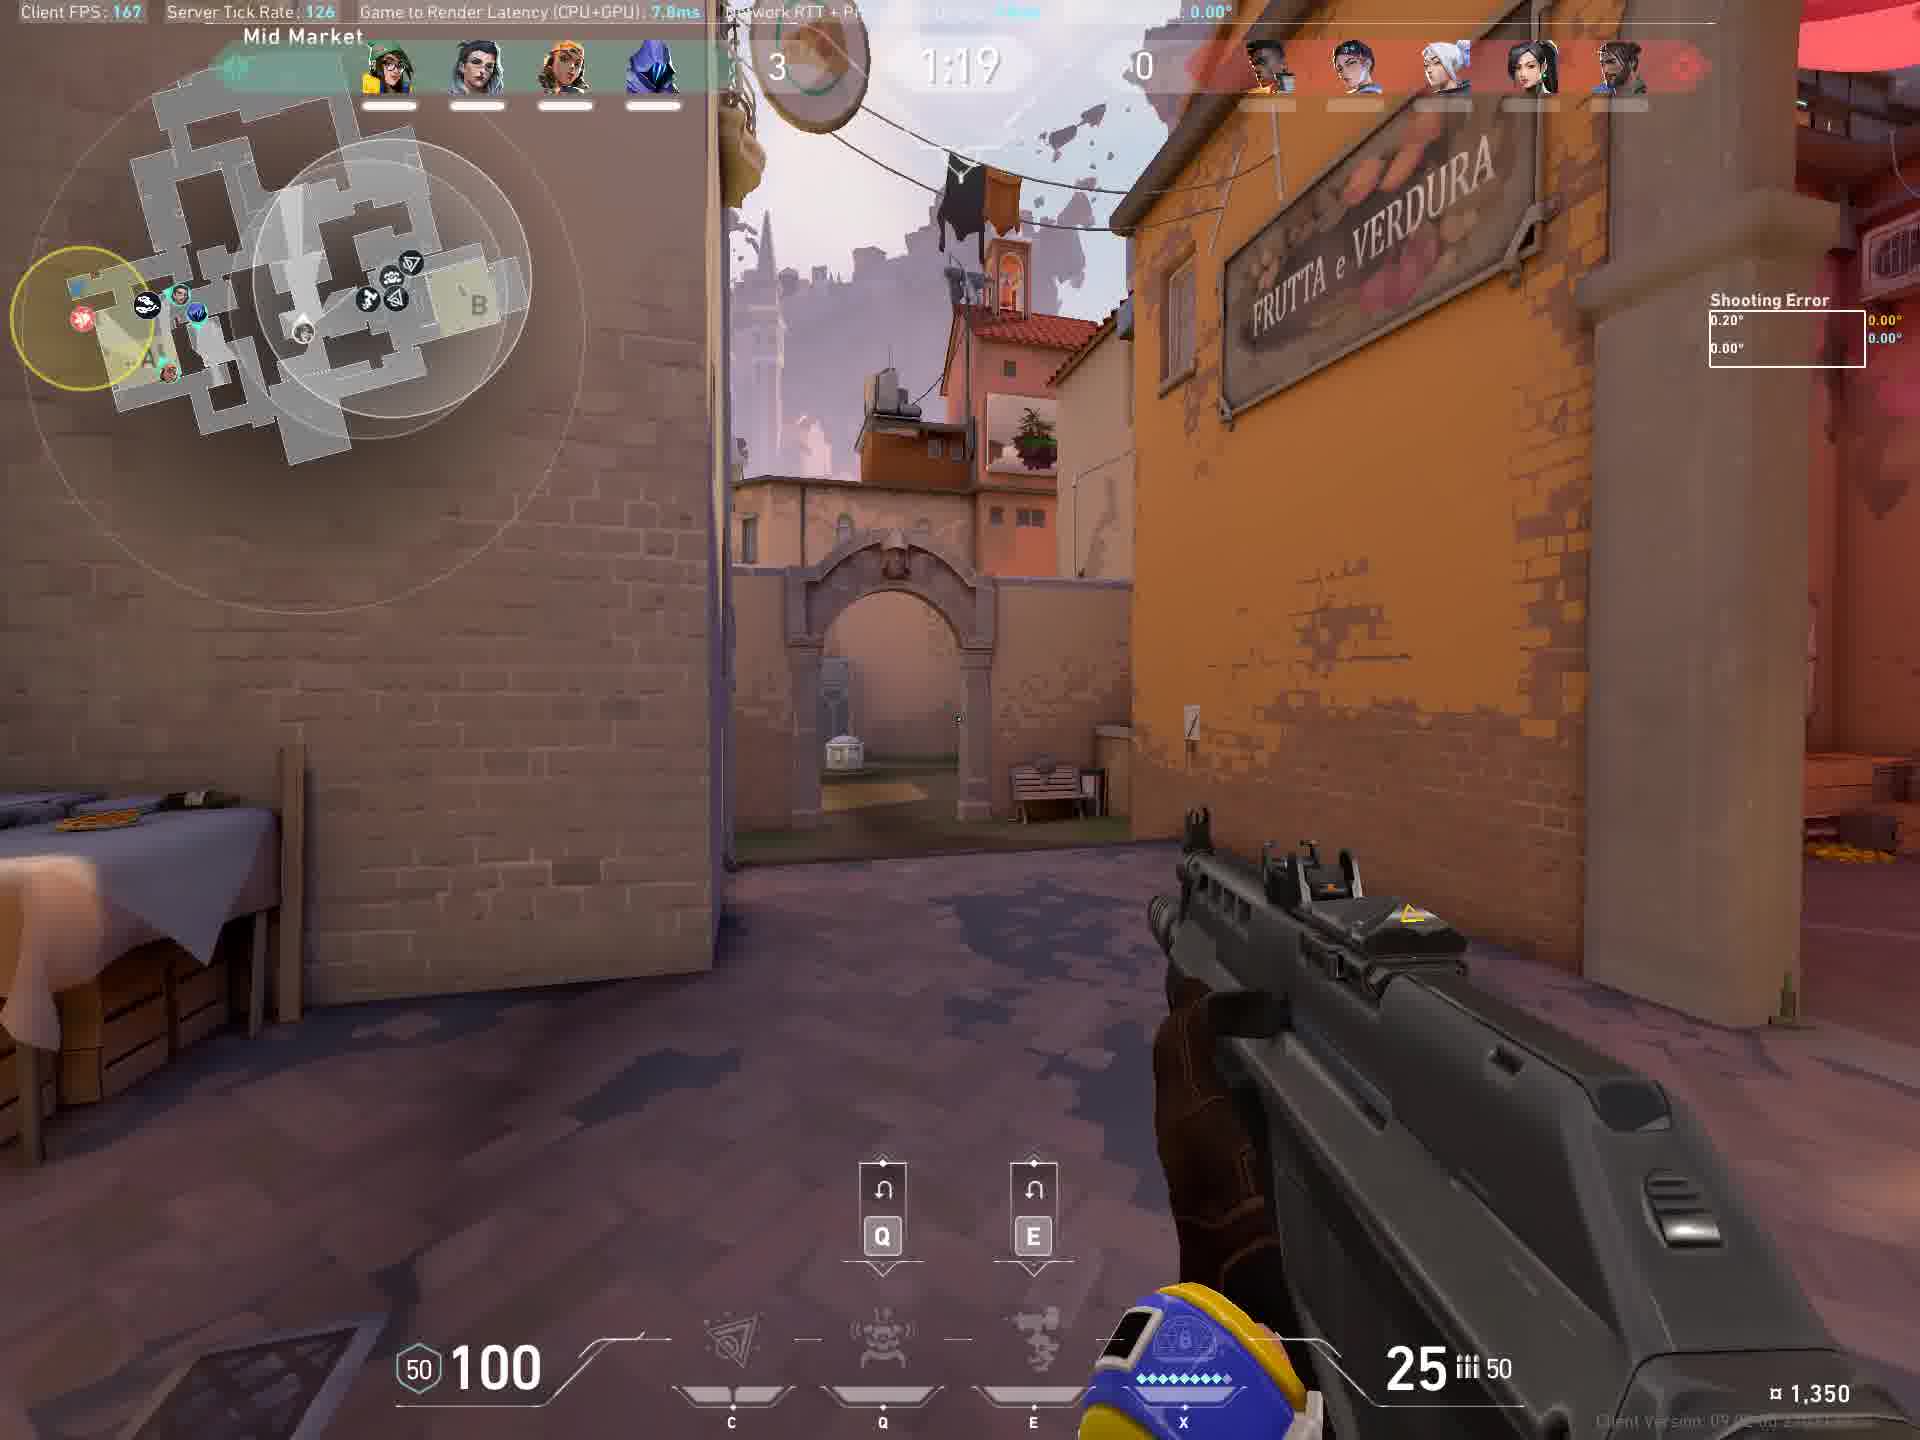 Client FPS: 167
Server Tick Rate: 126
Game to Render Latency (CPU+GPU): 7.8ms
Network RTT +
0.00°
Mid Market
3
1:19
0
FRUTTA e VERDURA
B
A
Shooting Error
0.20°
0.00°
0.00°
0.00°
Q
E
50
100
25
50
¤ 1,350
C
Q
E
X